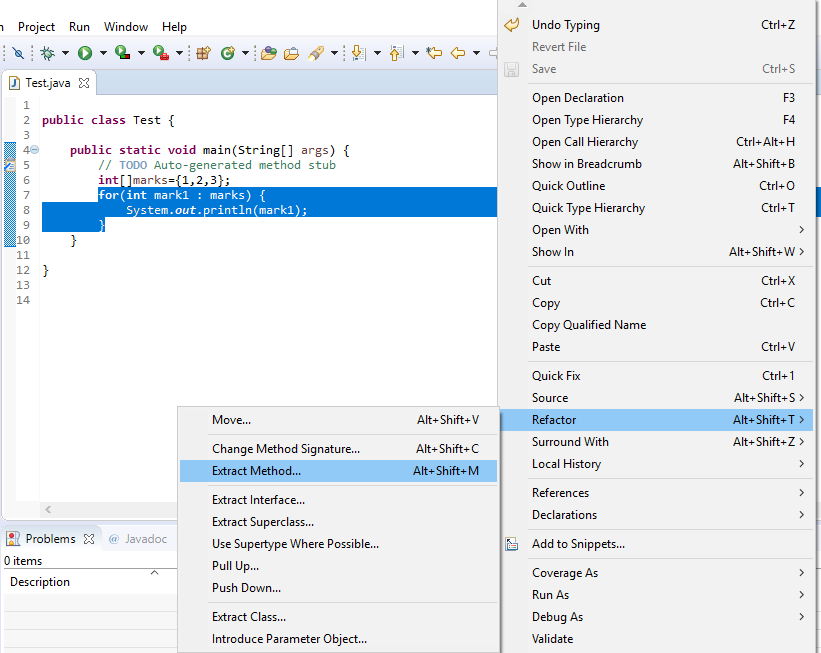 Project Run Window Help
Test.java
1
2 public class Test {
3
4 public static void main(String[] args) {
5 // TODO Auto-generated method stub
6 int[]marks={1,2,3};
7 for(int mark1 : marks) {
8 System.out.println(mark1);
9 }
10 }
11
12 }
13
14
Problems @ Javadoc
0 items
Description
Undo Typing Ctrl+Z
Revert File
Save Ctrl+S
Open Declaration F3
Open Type Hierarchy F4
Open Call Hierarchy Ctrl+Alt+H
Show in Breadcrumb Alt+Shift+B
Quick Outline Ctrl+O
Quick Type Hierarchy Ctrl+T
Open With >
Show In Alt+Shift+W >
Cut Ctrl+X
Copy Ctrl+C
Copy Qualified Name
Paste Ctrl+V
Quick Fix Ctrl+1
Source Alt+Shift+S >
Refactor Alt+Shift+T >
Surround With Alt+Shift+Z >
Local History >
References >
Declarations >
Add to Snippets...
Coverage As >
Run As >
Debug As >
Validate
Move... Alt+Shift+V
Change Method Signature... Alt+Shift+C
Extract Method... Alt+Shift+M
Extract Interface...
Extract Superclass...
Use Supertype Where Possible...
Pull Up...
Push Down...
Extract Class...
Introduce Parameter Object...